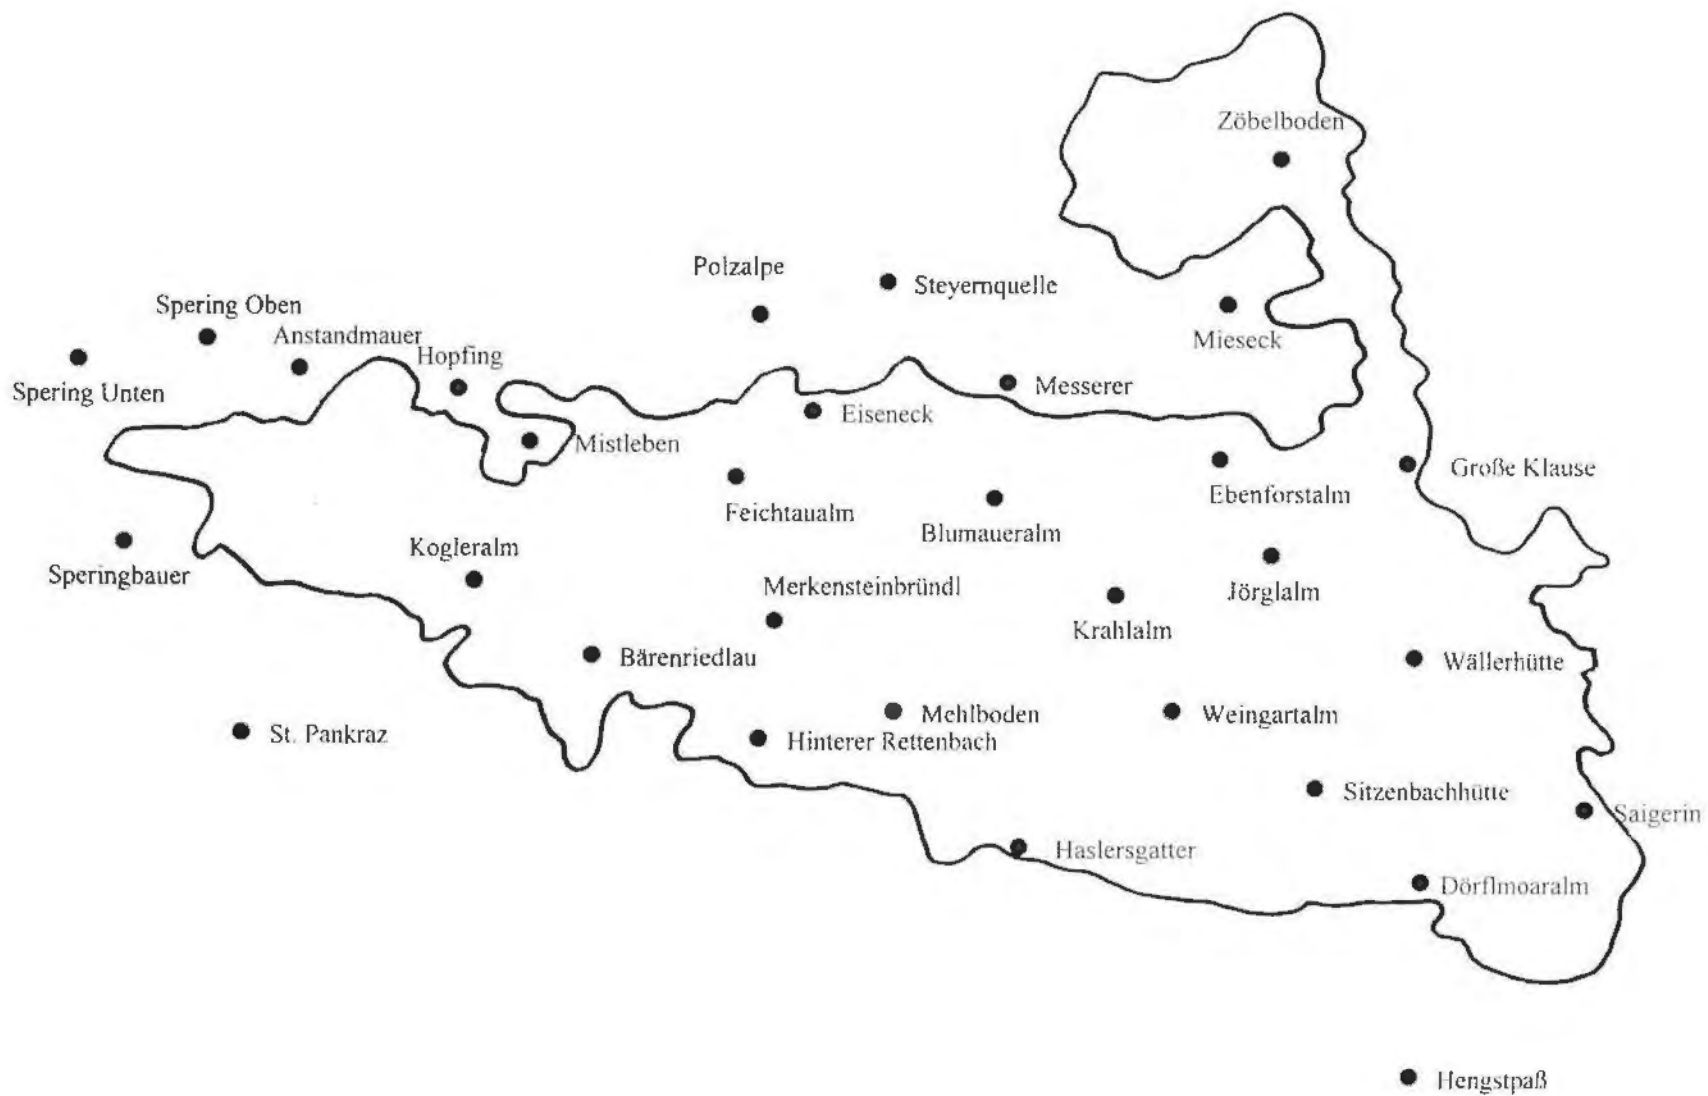 Zöbelboden
Polzalpe
Steyernquelle
Spering Oben
Anstandmauer
Mieseck
Hopfing
Spering Unten
Messerer
Eiseneck
Mistleben
Große Klause
Ebenforstalm
Feichtaualm
Blumaueralm
Kogleralm
Speringbauer
Merkensteinbründl
Jörglalm
Krahlalm
Bärenriedlau
Wällerhütte
Mehlboden
Weingartalm
St. Pankraz
Hinterer Rettenbach
Sitzenbachhütte
Saigerin
Haslersgatter
Dörflmoaralm
Hengstpaß